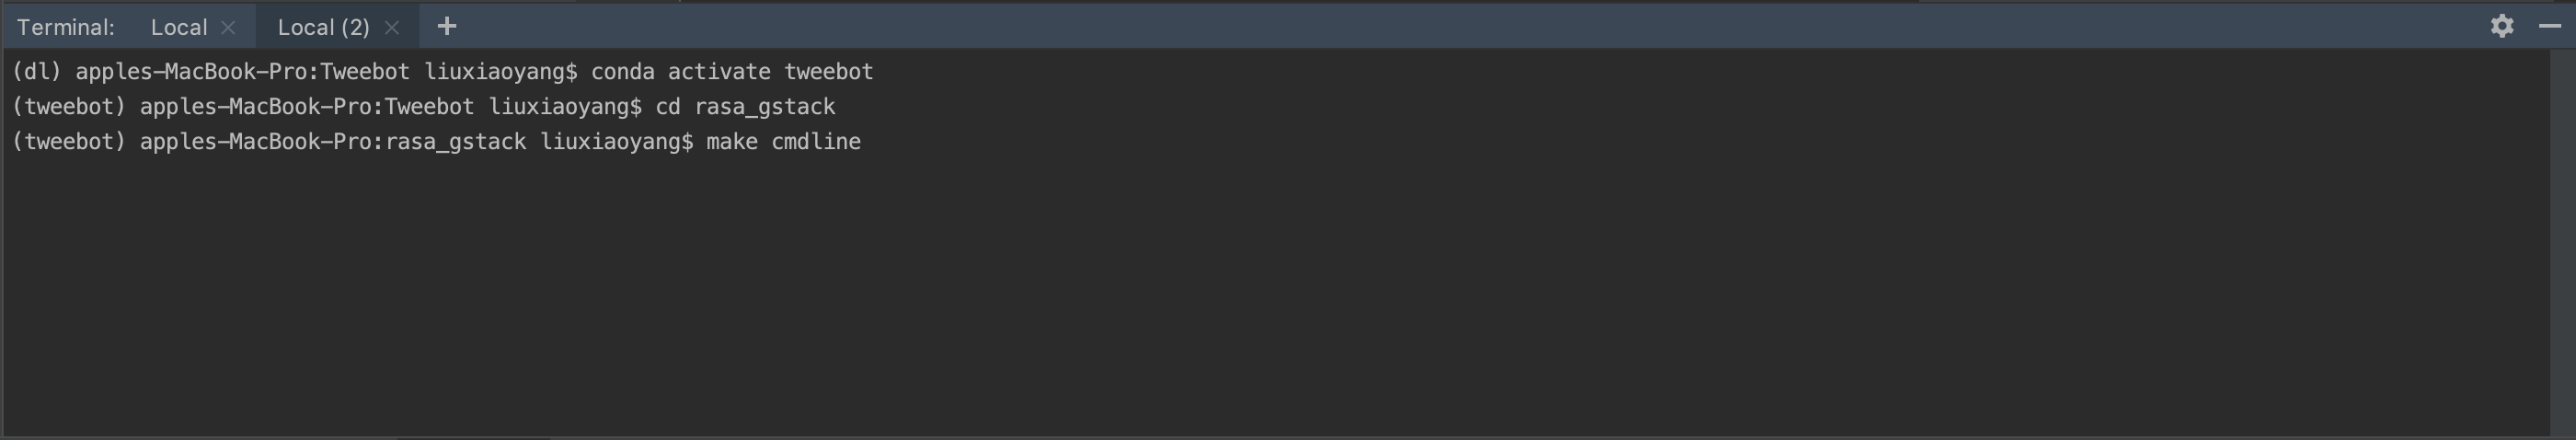 Terminal: Local × Local (2) × +
(dl) apples-MacBook-Pro:Tweebot liuxiaoyang$ conda activate tweebot
(tweebot) apples-MacBook-Pro:Tweebot liuxiaoyang$ cd rasa_gstack
(tweebot) apples-MacBook-Pro:rasa_gstack liuxiaoyang$ make cmdline